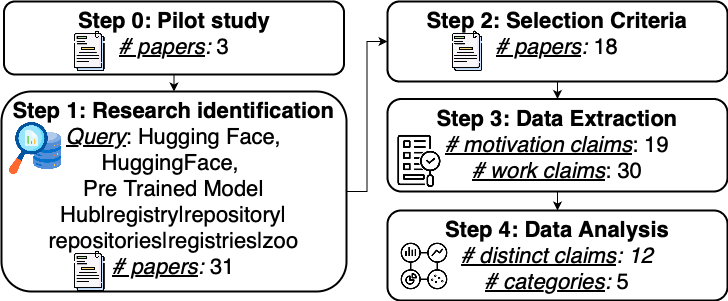 Step 0: Pilot study
# papers: 3
Step 1: Research identification
Query: Hugging Face,
HuggingFace,
Pre Trained Model
Hub|registry|repository|
repositories|registries|zoo
# papers: 31
Step 2: Selection Criteria
# papers: 18
Step 3: Data Extraction
# motivation claims: 19
# work claims: 30
Step 4: Data Analysis
# distinct claims: 12
# categories: 5